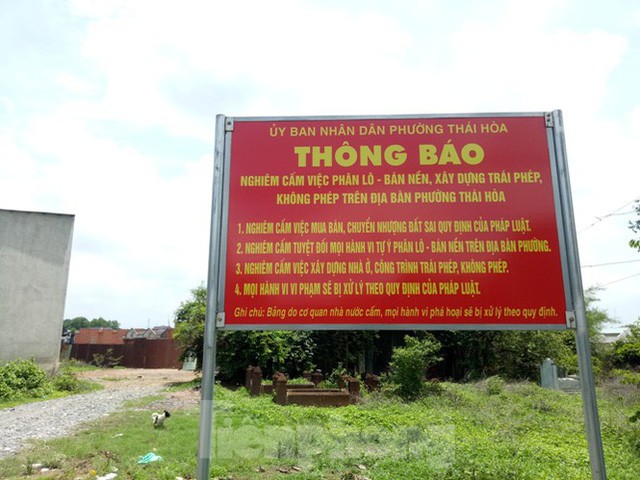 ỦY BAN NHÂN DÂN PHƯỜNG THÁI HÒA
THÔNG BÁO
NGHIÊM CẤM VIỆC PHÂN LÔ - BÁN NỀN, XÂY DỰNG TRÁI PHÉP,
KHÔNG PHÉP TRÊN ĐỊA BÀN PHƯỜNG THÁI HÒA
1. NGHIÊM CẤM VIỆC MUA BÁN, CHUYỂN NHƯỢNG ĐẤT SAI QUY ĐỊNH CỦA PHÁP LUẬT.
2. NGHIÊM CẤM TUYỆT ĐỐI MỌI HÀNH VI TỰ Ý PHÂN LÔ - BÁN NỀN TRÊN ĐỊA BÀN PHƯỜNG.
3. NGHIÊM CẤM VIỆC XÂY DỰNG NHÀ Ở, CÔNG TRÌNH TRÁI PHÉP, KHÔNG PHÉP.
4. MỌI HÀNH VI VI PHẠM SẼ BỊ XỬ LÝ THEO QUY ĐỊNH CỦA PHÁP LUẬT.
Ghi chú: Bảng do cơ quan nhà nước cấm, mọi hành vi phá hoại sẽ bị xử lý theo quy định.
Tiền Phong